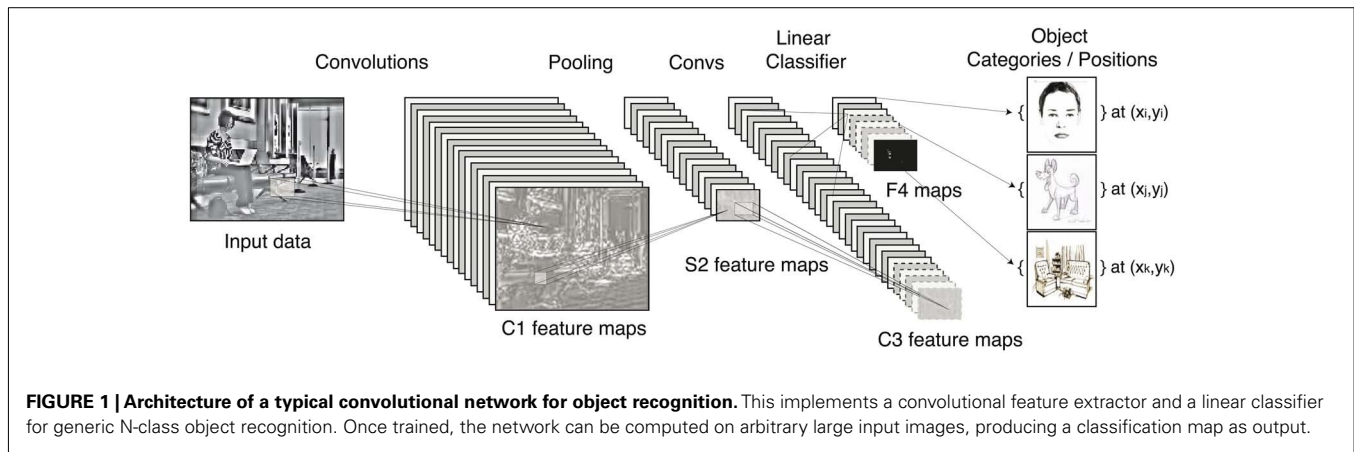 Convolutions
Pooling
Convs
Linear
Classifier
Object
Categories / Positions
Input data
C1 feature maps
S2 feature maps
C3 feature maps
F4 maps
{ } at (xi,yi)
{ } at (xj,yj)
{ } at (xk,yk)
FIGURE 1 | Architecture of a typical convolutional network for object recognition. This implements a convolutional feature extractor and a linear classifier
for generic N-class object recognition. Once trained, the network can be computed on arbitrary large input images, producing a classification map as output.